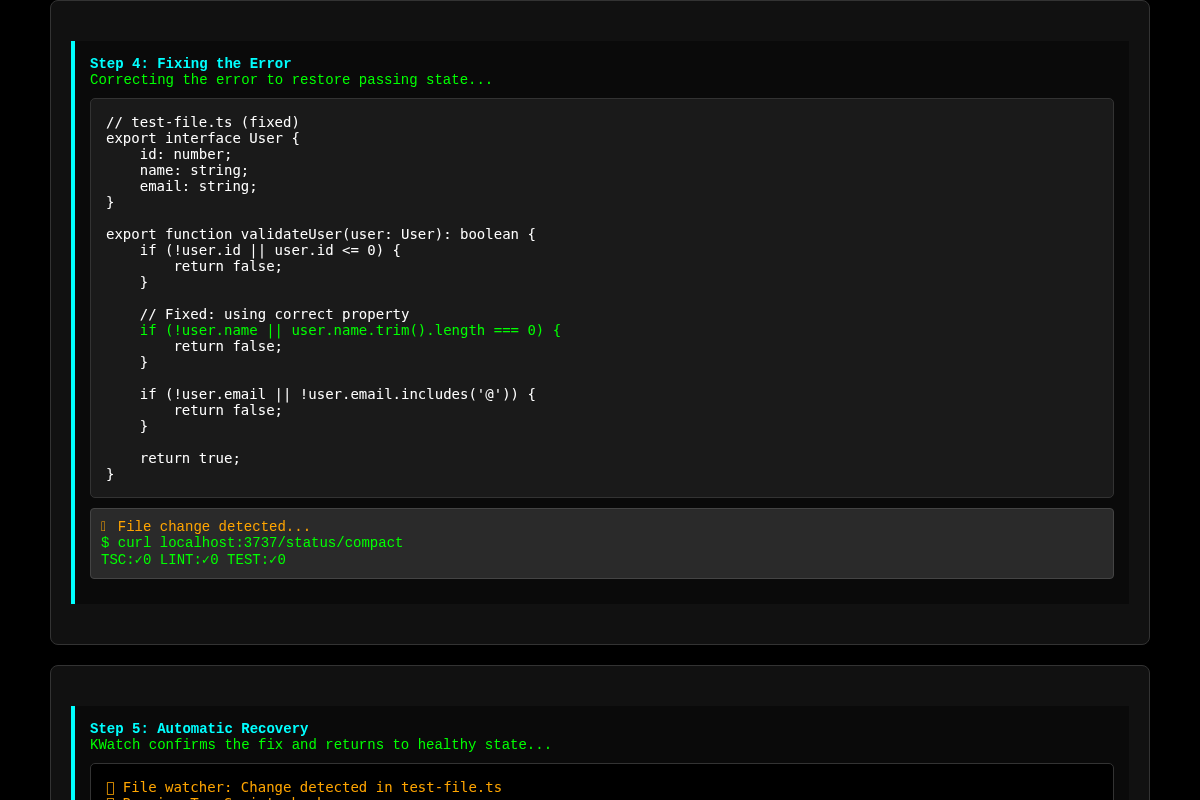 Step 4: Fixing the Error
Correcting the error to restore passing state...
// test-file.ts (fixed)
export interface User {
    id: number;
    name: string;
    email: string;
}
export function validateUser(user: User): boolean {
    if (!user.id || user.id <= 0) {
        return false;
    }
    // Fixed: using correct property
    if (!user.name || user.name.trim().length === 0) {
        return false;
    }
    if (!user.email || !user.email.includes('@')) {
        return false;
    }
    return true;
}
File change detected...
$ curl localhost:3737/status/compact
TSC:✓0 LINT:✓0 TEST:✓0
Step 5: Automatic Recovery
KWatch confirms the fix and returns to healthy state...
File watcher: Change detected in test-file.ts